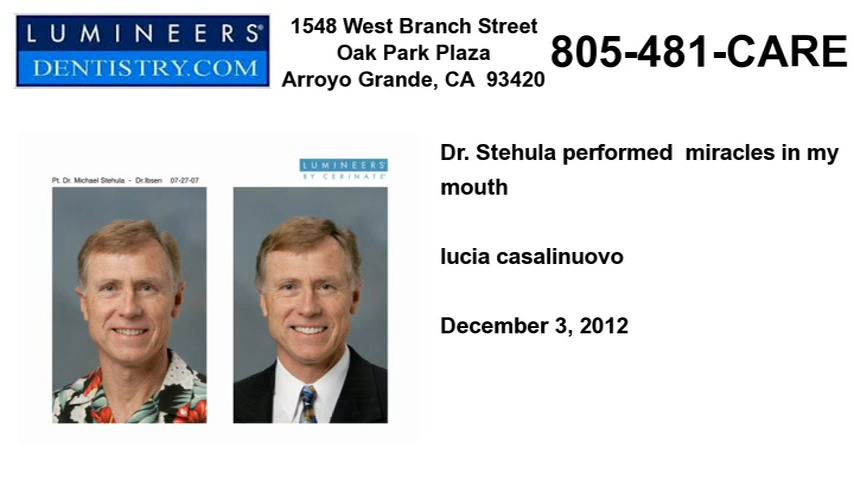 LUMINEERS®
DENTISTRY.COM
1548 West Branch Street
Oak Park Plaza
Arroyo Grande, CA 93420
805-481-CARE
LUMINEERS®
BY CERINATE®
Pt. Dr. Michael Stehula - Dr.Ibsen 07-27-07
Dr. Stehula performed miracles in my
mouth
lucia casalinuovo
December 3, 2012